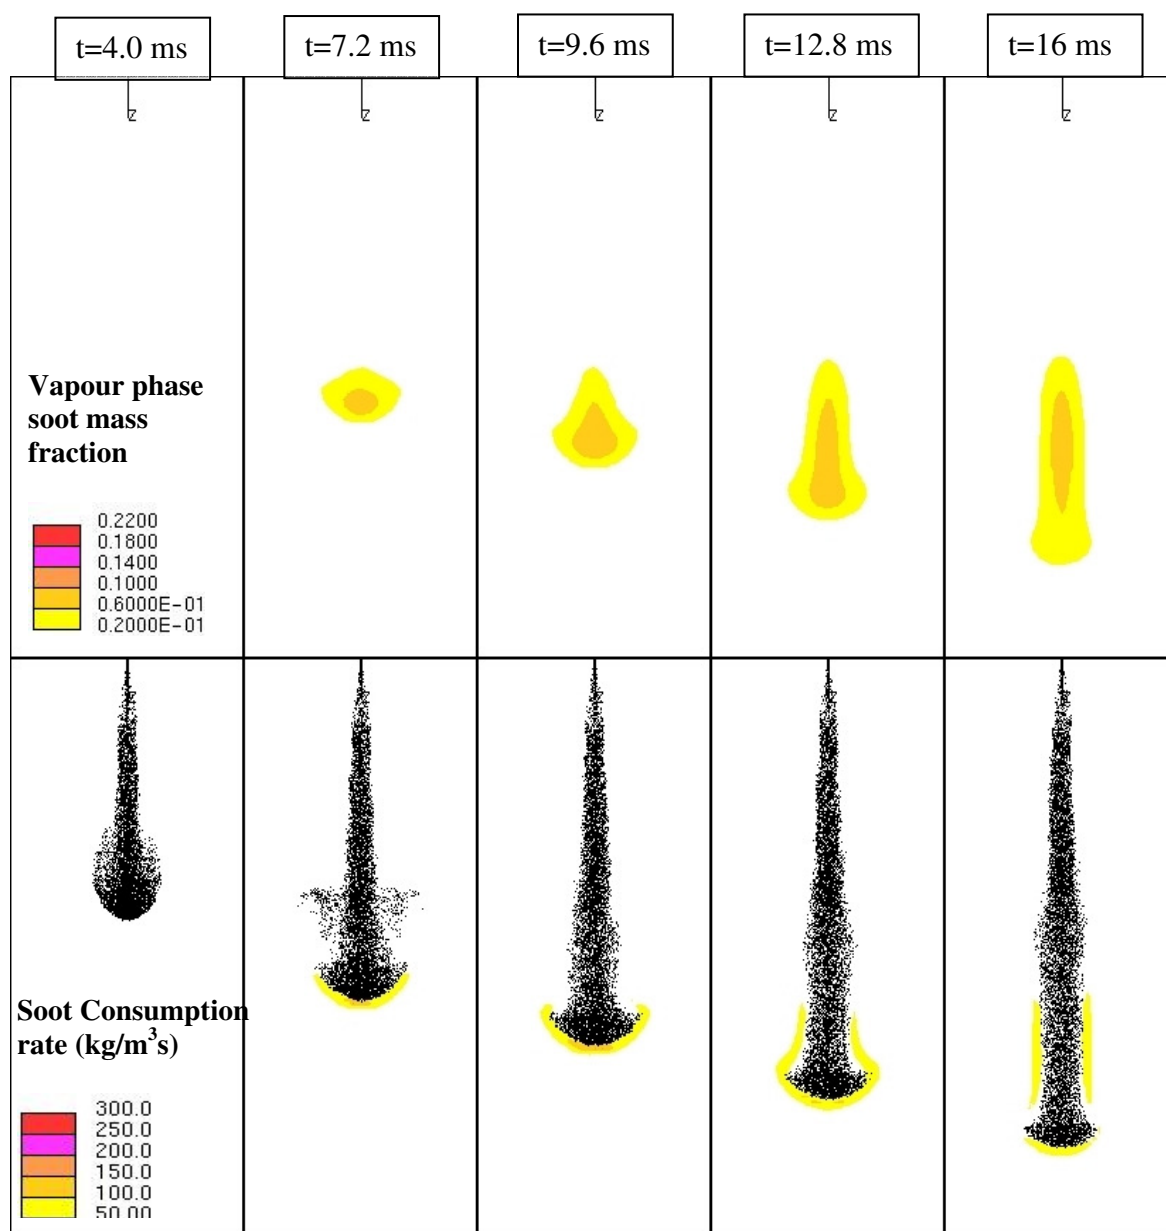 t=4.0 ms
t=7.2 ms
t=9.6 ms
t=12.8 ms
t=16 ms
Z
Z
Z
Z
Z
Vapour phase
soot mass
fraction
0.2200
0.1800
0.1400
0.1000
0.6000E-01
0.2000E-01
Soot Consumption
rate (kg/m³s)
300.0
250.0
200.0
150.0
100.0
50.00